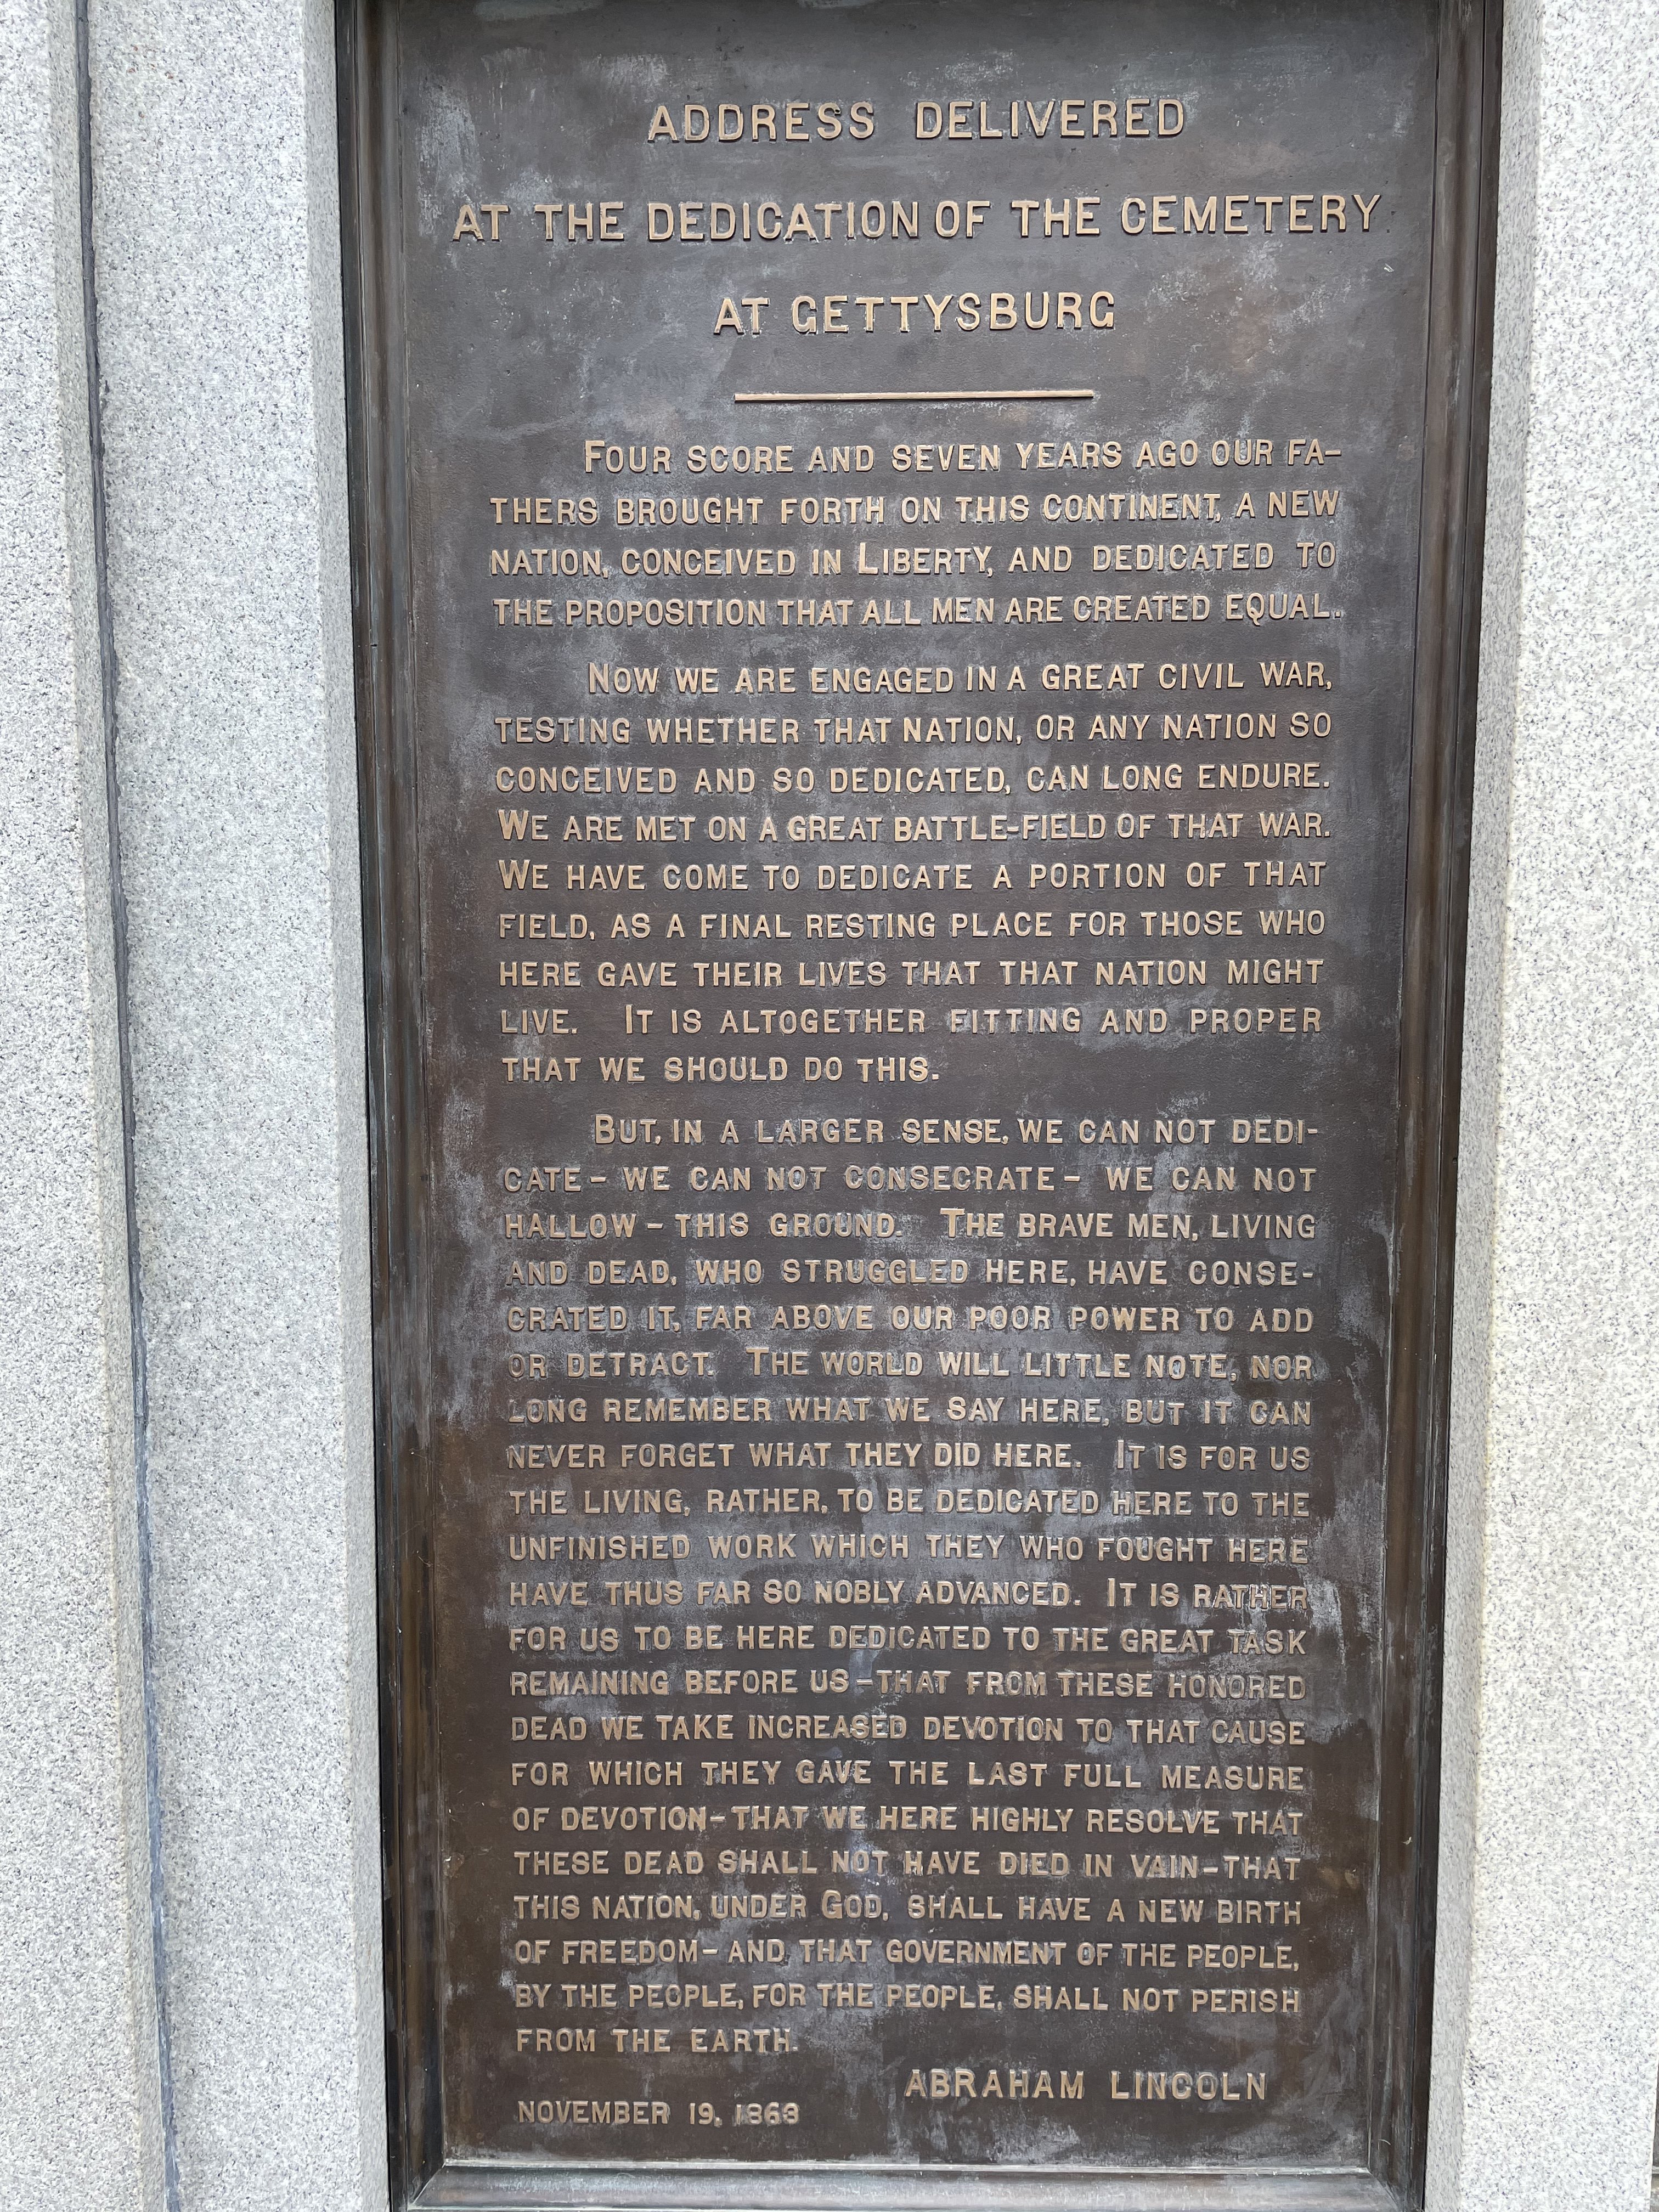 ADDRESS DELIVERED
AT THE DEDICATION OF THE CEMETERY
AT GETTYSBURG
FOUR SCORE AND SEVEN YEARS AGO OUR FA-
THERS BROUGHT FORTH ON THIS CONTINENT, A NEW
NATION, CONCEIVED IN LIBERTY, AND DEDICATED TO
THE PROPOSITION THAT ALL MEN ARE CREATED EQUAL.
NOW WE ARE ENGAGED IN A GREAT CIVIL WAR,
TESTING WHETHER THAT NATION, OR ANY NATION SO
CONCEIVED AND SO DEDICATED, CAN LONG ENDURE.
WE ARE MET ON A GREAT BATTLE-FIELD OF THAT WAR.
WE HAVE COME TO DEDICATE A PORTION OF THAT
FIELD, AS A FINAL RESTING PLACE FOR THOSE WHO
HERE GAVE THEIR LIVES THAT THAT NATION MIGHT
LIVE. IT IS ALTOGETHER FITTING AND PROPER
THAT WE SHOULD DO THIS.
BUT, IN A LARGER SENSE, WE CAN NOT DEDI-
CATE - WE CAN NOT CONSECRATE - WE CAN NOT
HALLOW - THIS GROUND. THE BRAVE MEN, LIVING
AND DEAD, WHO STRUGGLED HERE, HAVE CONSE-
CRATED IT, FAR ABOVE OUR POOR POWER TO ADD
OR DETRACT. THE WORLD WILL LITTLE NOTE, NOR
LONG REMEMBER WHAT WE SAY HERE, BUT IT CAN
NEVER FORGET WHAT THEY DID HERE. IT IS FOR US
THE LIVING, RATHER, TO BE DEDICATED HERE TO THE
UNFINISHED WORK WHICH THEY WHO FOUGHT HERE
HAVE THUS FAR SO NOBLY ADVANCED. IT IS RATHER
FOR US TO BE HERE DEDICATED TO THE GREAT TASK
REMAINING BEFORE US - THAT FROM THESE HONORED
DEAD WE TAKE INCREASED DEVOTION TO THAT CAUSE
FOR WHICH THEY GAVE THE LAST FULL MEASURE
OF DEVOTION - THAT WE HERE HIGHLY RESOLVE THAT
THESE DEAD SHALL NOT HAVE DIED IN VAIN - THAT
THIS NATION, UNDER GOD, SHALL HAVE A NEW BIRTH
OF FREEDOM - AND THAT GOVERNMENT OF THE PEOPLE,
BY THE PEOPLE, FOR THE PEOPLE, SHALL NOT PERISH
FROM THE EARTH.
ABRAHAM LINCOLN
NOVEMBER 19, 1863